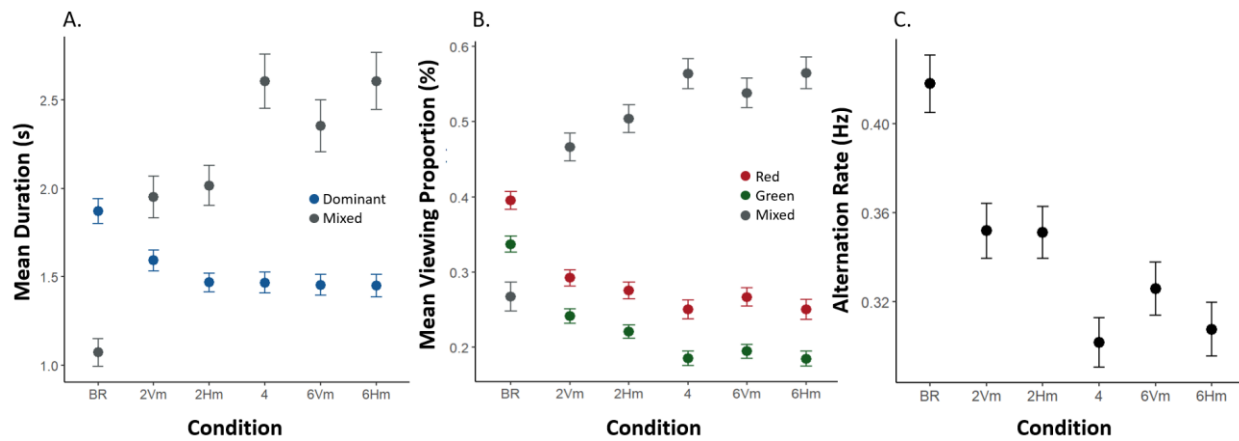 A.
Mean Duration (s)
2.5
2.0
1.5
1.0
Dominant
Mixed
BR 2Vm 2Hm 4 6Vm 6Hm
Condition
B.
Mean Viewing Proportion (%)
0.6
0.5
0.4
0.3
0.2
Red
Green
Mixed
BR 2Vm 2Hm 4 6Vm 6Hm
Condition
C.
Alternation Rate (Hz)
0.40
0.36
0.32
BR 2Vm 2Hm 4 6Vm 6Hm
Condition